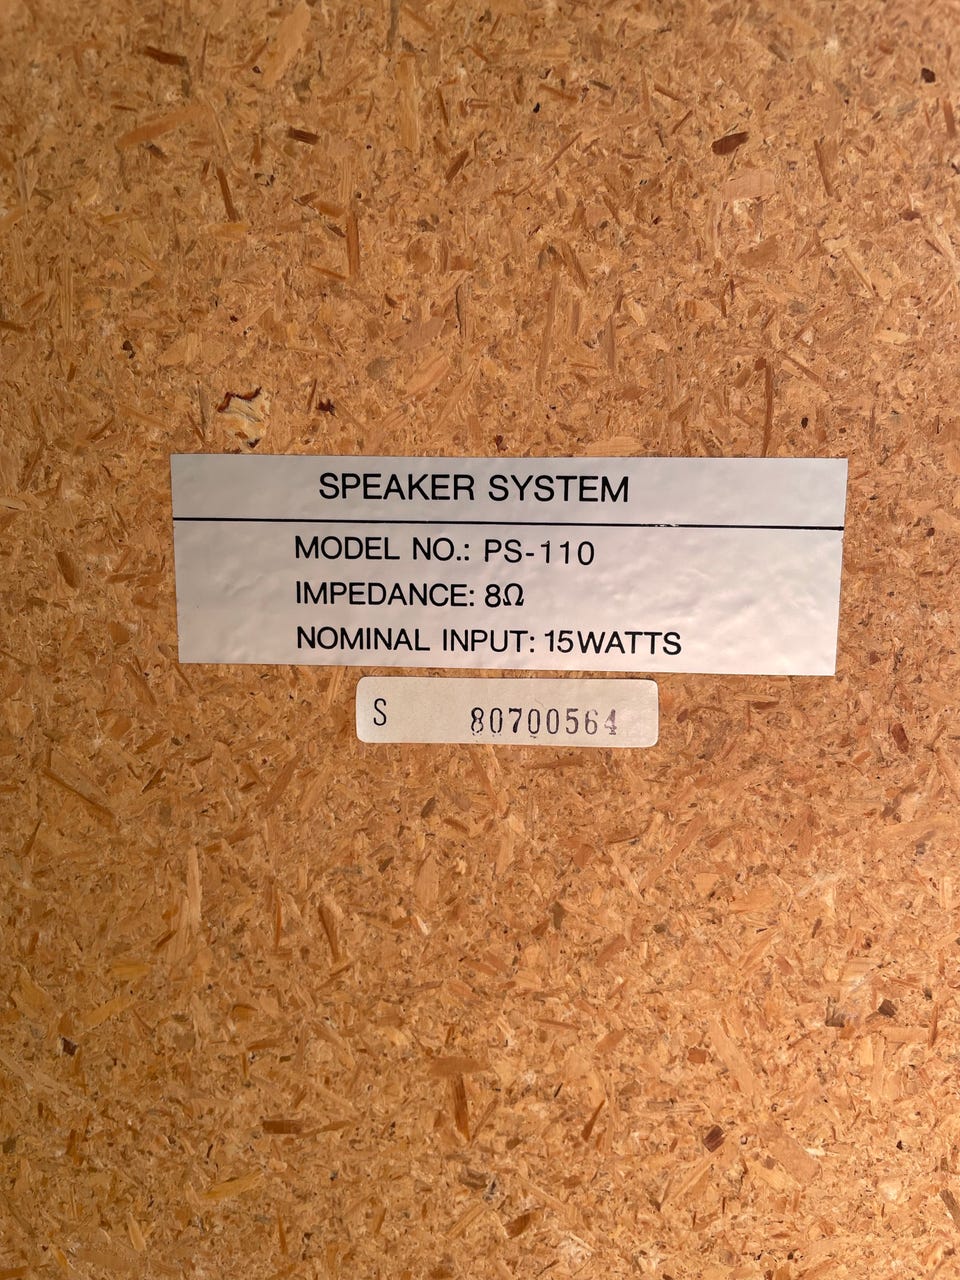 SPEAKER SYSTEM
MODEL NO.: PS-110
IMPEDANCE: 8Ω
NOMINAL INPUT: 15WATTS
S 80700564